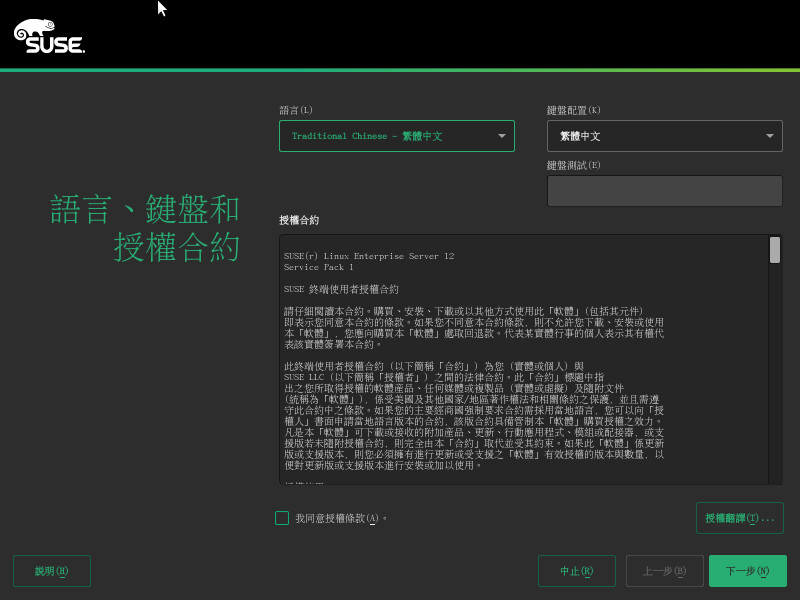 SUSE
語言(L)
Traditional Chinese - 繁體中文
鍵盤配置(K)
繁體中文
鍵盤測試(E)
語言、鍵盤和
授權合約
授權合約
SUSE(r) Linux Enterprise Server 12
Service Pack 1
SUSE 終端使用者授權合約
請仔細閱讀本合約。購買、安裝、下載或以其他方式使用此「軟體」(包括其元件)
即表示您同意本合約的條款。如果您不同意本合約條款，則不允許您下載、安裝或使用
本「軟體」，您應向購買本「軟體」處取回退款。代表某實體行事的個人表示其有權代
表該實體簽署本合約。
此終端使用者授權合約 (以下簡稱「合約」) 為您 (實體或個人) 與
SUSE LLC (以下簡稱「授權者」) 之間的法律合約。此「合約」標題中指
出之您所取得授權的軟體產品、任何媒體或複製品 (實體或虛擬) 及隨附文件
(統稱為「軟體」)，係受美國及其他國家/地區著作權法和相關條約之保護，並且需遵
守此合約中之條款。如果您的主要經商國強制要求合約需採用當地語言，您可以向「授
權人」書面申請當地語言版本的合約，該版合約具備管制本「軟體」購買授權之效力。
凡是本「軟體」可下載或接收的附加產品、更新、行動應用程式、模組或配接器，或支
援版若未隨附授權合約，則完全由本「合約」取代並受其約束。如果此「軟體」係更新
版或支援版本，則您必須擁有進行更新或受支援之「軟體」有效授權的版本與數量，以
便對更新版或支援版本進行安裝或加以使用。
我同意授權條款(A)。
授權翻譯(T)...
說明(H)
中止(R)
上一步(B)
下一步(N)